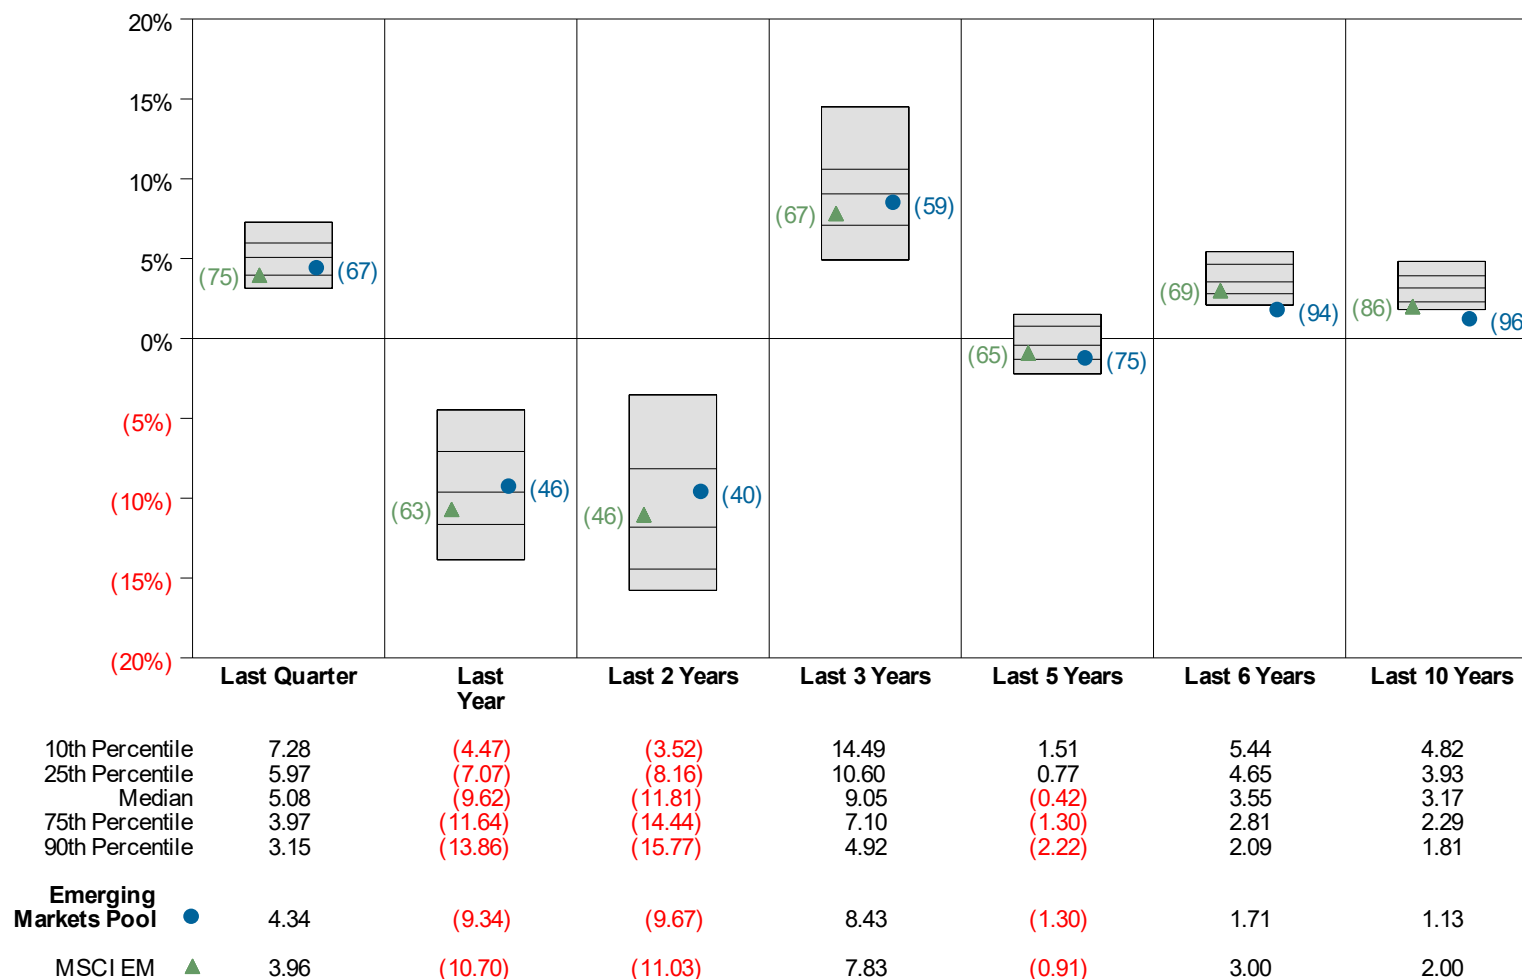 20%
15%
10%
5%
0%
(5%)
(10%)
(15%)
(20%)
(75) (67)
(63) (46)
(46) (40)
(67) (59)
(65) (75)
(69) (94)
(86) (96
Last Quarter Last Year Last 2 Years Last 3 Years Last 5 Years Last 6 Years Last 10 Years
10th Percentile 7.28 (4.47) (3.52) 14.49 1.51 5.44 4.82
25th Percentile 5.97 (7.07) (8.16) 10.60 0.77 4.65 3.93
Median 5.08 (9.62) (11.81) 9.05 (0.42) 3.55 3.17
75th Percentile 3.97 (11.64) (14.44) 7.10 (1.30) 2.81 2.29
90th Percentile 3.15 (13.86) (15.77) 4.92 (2.22) 2.09 1.81
Emerging
Markets Pool 4.34 (9.34) (9.67) 8.43 (1.30) 1.71 1.13
MSCI EM 3.96 (10.70) (11.03) 7.83 (0.91) 3.00 2.00